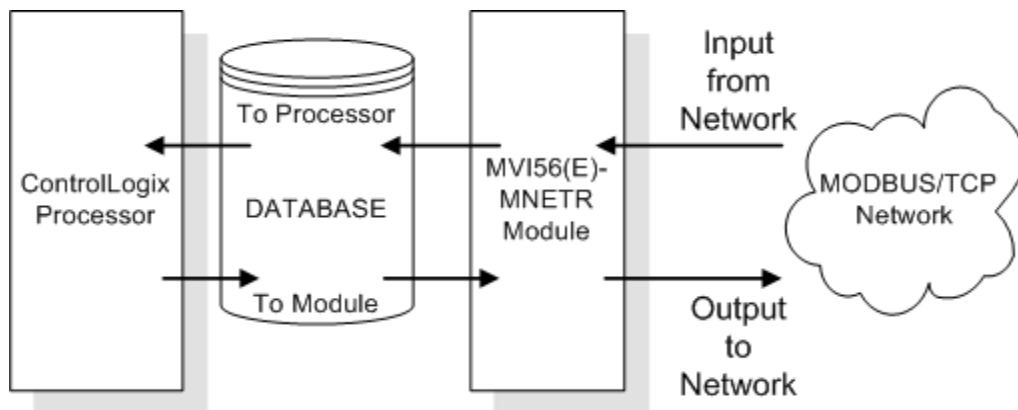 ControlLogix
Processor
To Processor
DATABASE
To Module
MVI56(E)-
MNETR
Module
Input
from
Network
Output
to
Network
MODBUS/TCP
Network